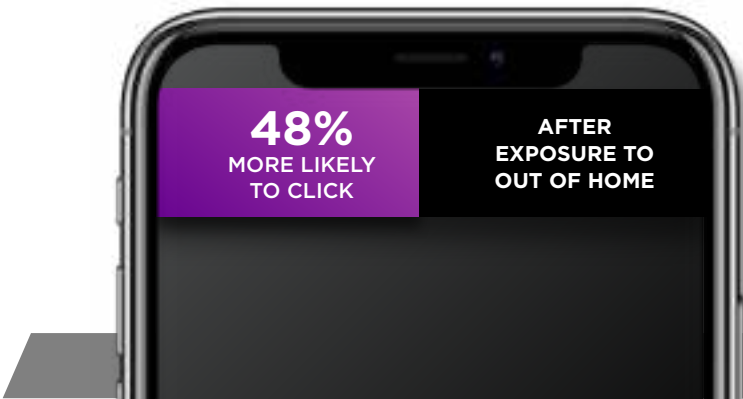 48%
MORE LIKELY
TO CLICK
AFTER
EXPOSURE TO
OUT OF HOME